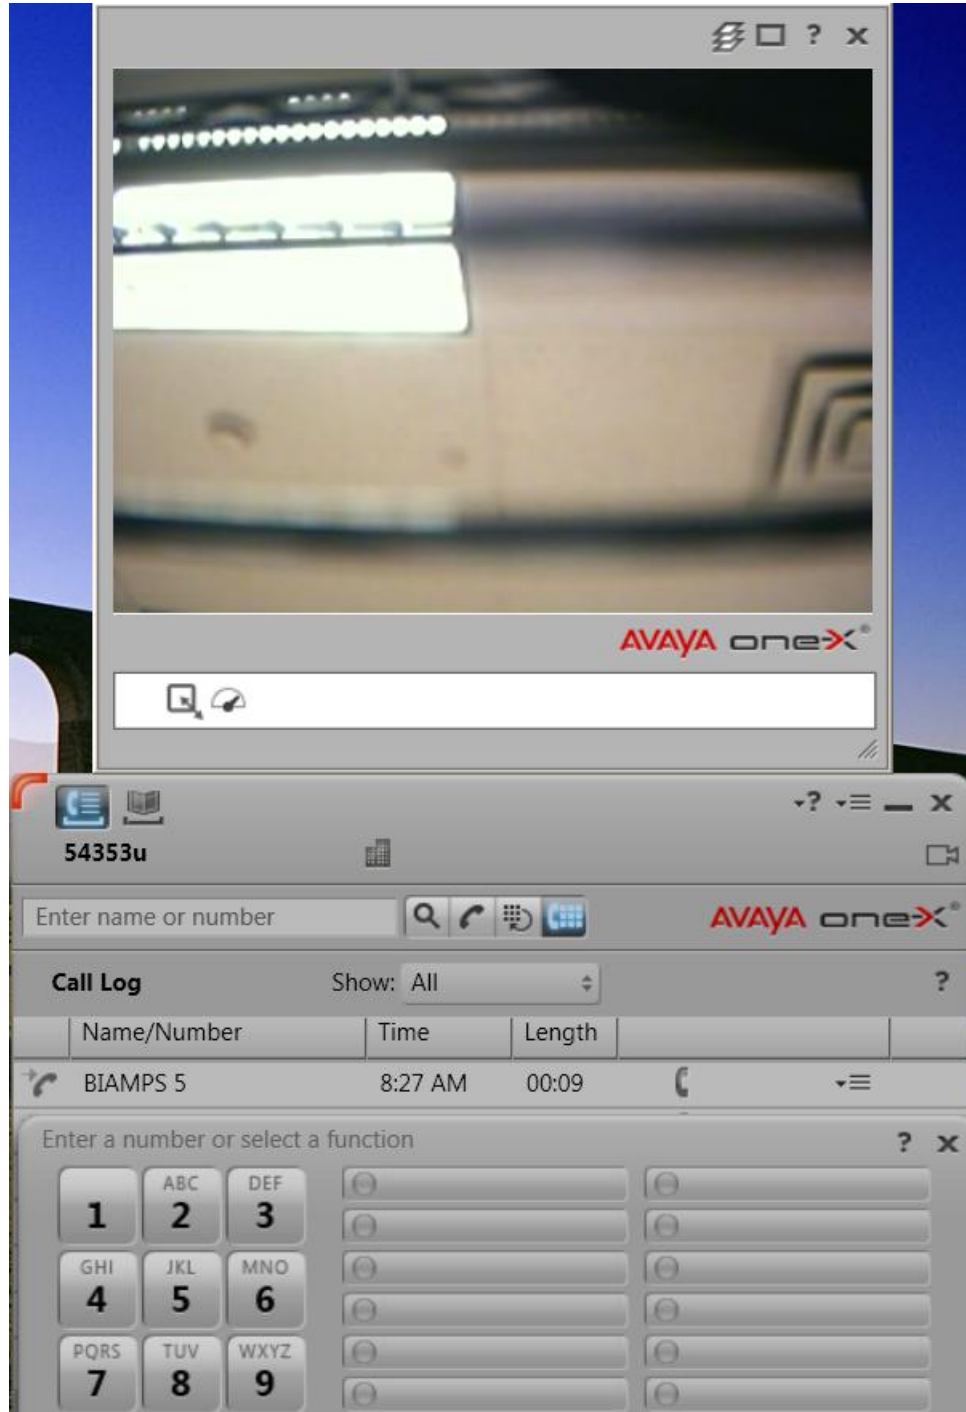 ?
AVAYA one-X®
?
54353u
Enter name or number
AVAYA one-X®
Call Log Show: All ?
Name/Number Time Length
BIAMPS 5 8:27 AM 00:09
Enter a number or select a function ?
ABC DEF
1 2 3
GHI JKL MNO
4 5 6
PQRS TUV WXYZ
7 8 9